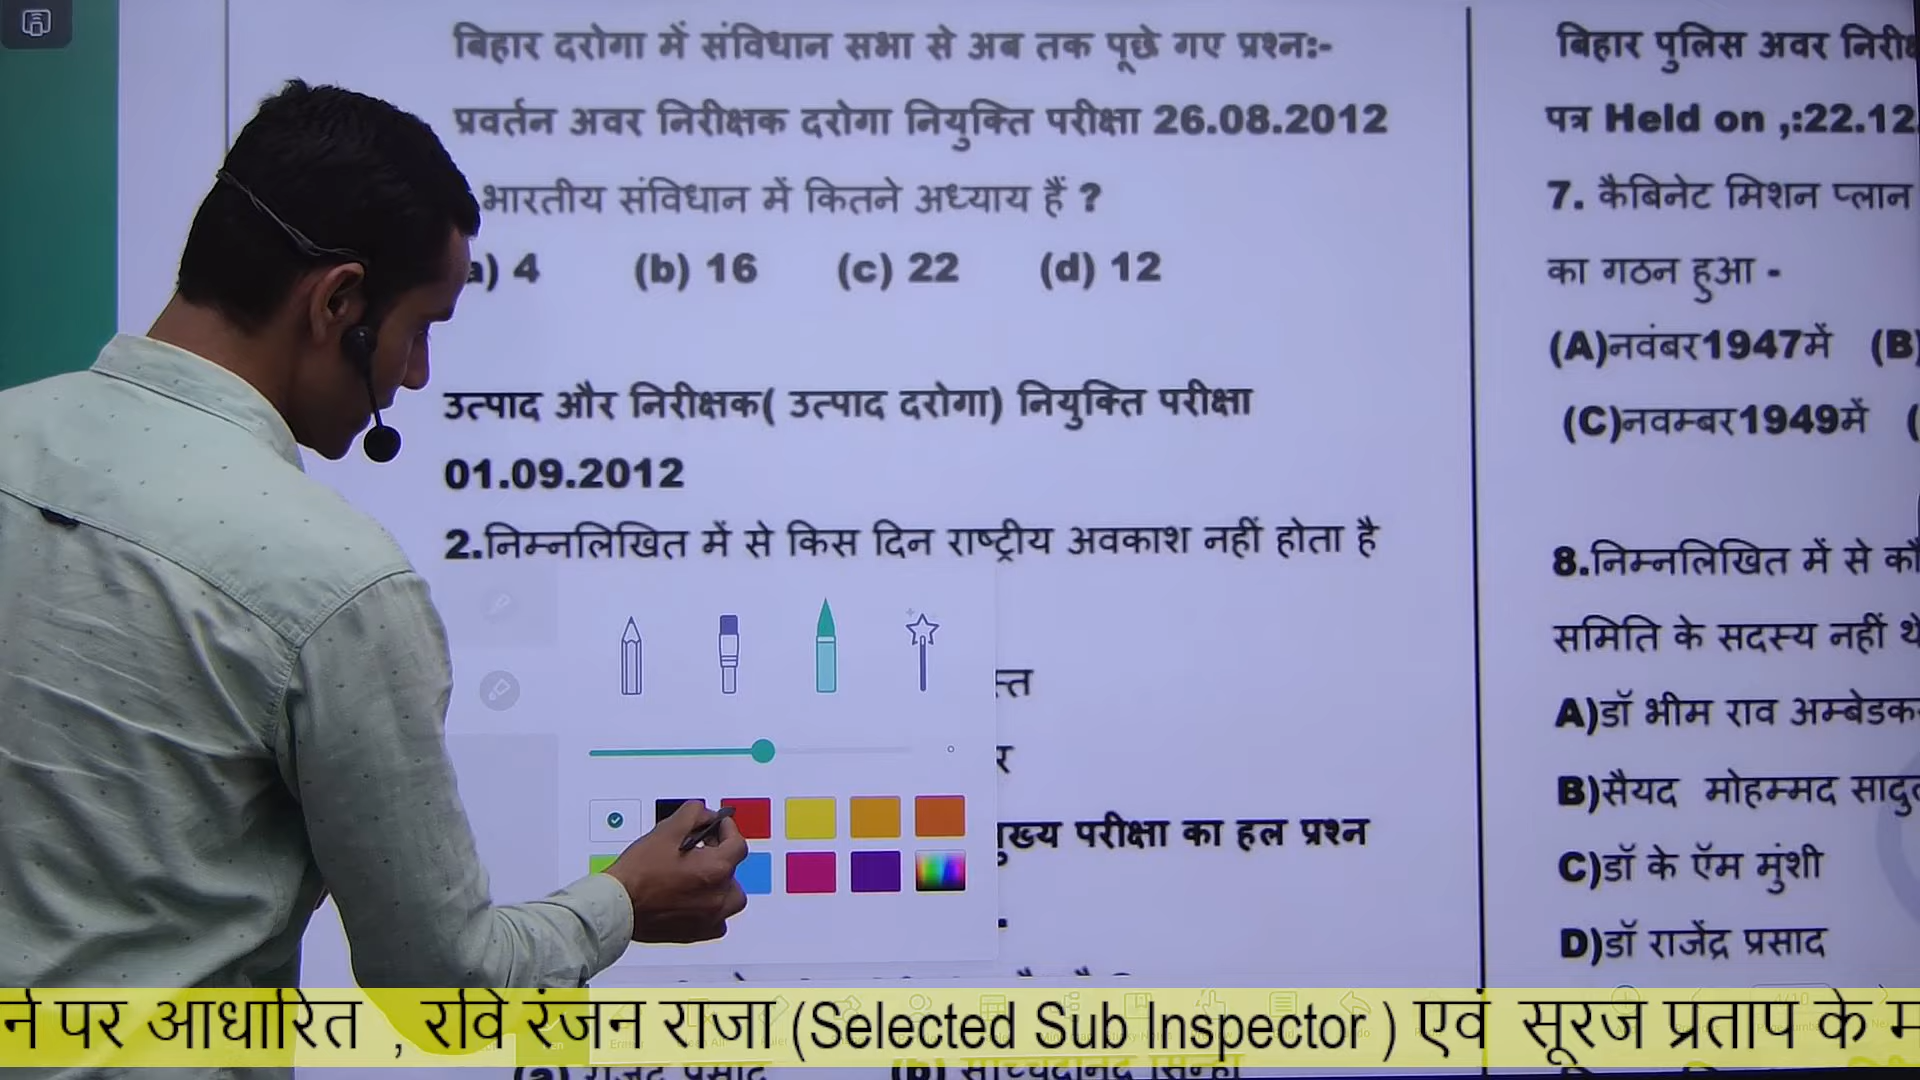 बिहार दरोगा में संविधान सभा से अब तक पूछे गए प्रश्न:-
प्रवर्तन अवर निरीक्षक दरोगा नियुक्ति परीक्षा 26.08.2012
भारतीय संविधान में कितने अध्याय हैं ?
a) 4 (b) 16 (c) 22 (d) 12
उत्पाद और निरीक्षक( उत्पाद दरोगा) नियुक्ति परीक्षा
01.09.2012
2.निम्नलिखित में से किस दिन राष्ट्रीय अवकाश नहीं होता है
परीक्षा का हल प्रश्न
(a) (b)
बिहार पुलिस अवर
पत्र Held on ,:22.12
7. कैबिनेट मिशन प्लान
का गठन हुआ -
(A)नवंबर1947में (B)
(C)नवम्बर1949में
8.निम्नलिखित में से
समिति के सदस्य नहीं
A)डॉ भीम राव
B)सैयद मोहम्मद
C)डॉ के ऍम मुंशी
D)डॉ राजेंद्र प्रसाद
पर आधारित , रवि रंजन राजा (Selected Sub Inspector ) एवं सूरज प्रताप के